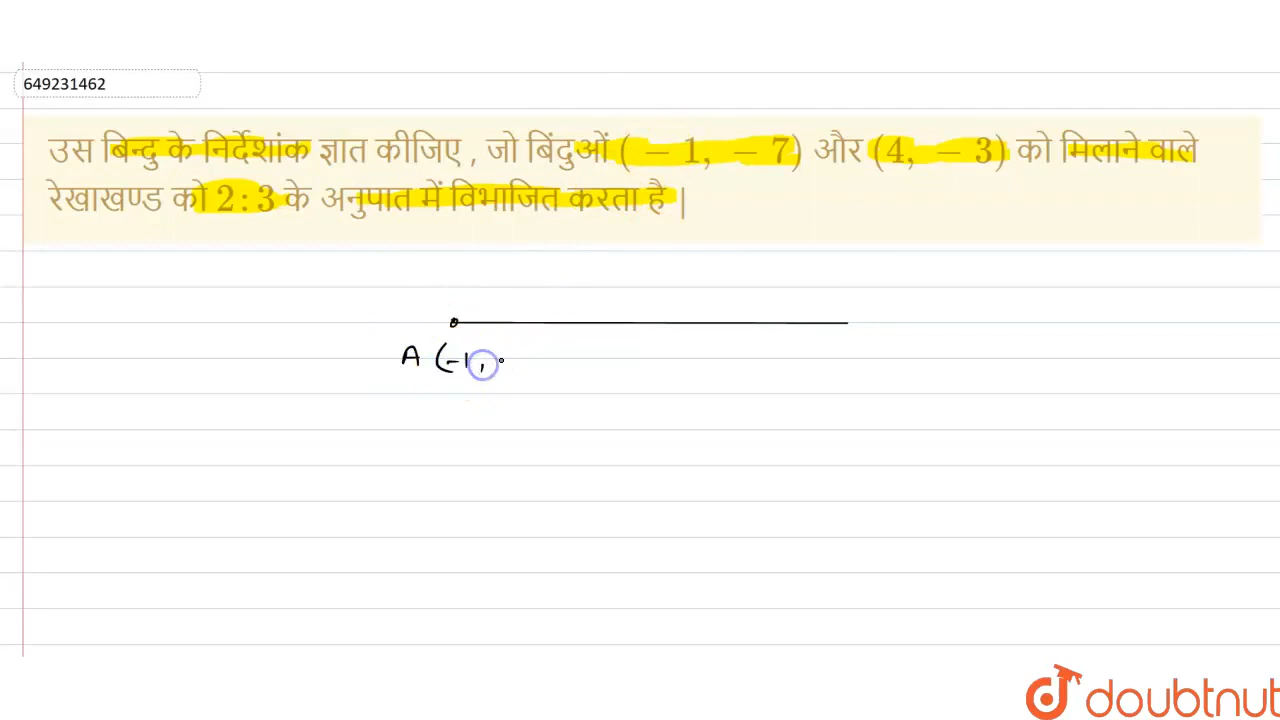 649231462
उस बिन्दु के निर्देशांक ज्ञात कीजिए , जो बिंदुओं (−1, −7) और (4, −3) को मिलाने वाले
रेखाखण्ड को 2:3 के अनुपात में विभाजित करता है |
A (-1,
doubtnut